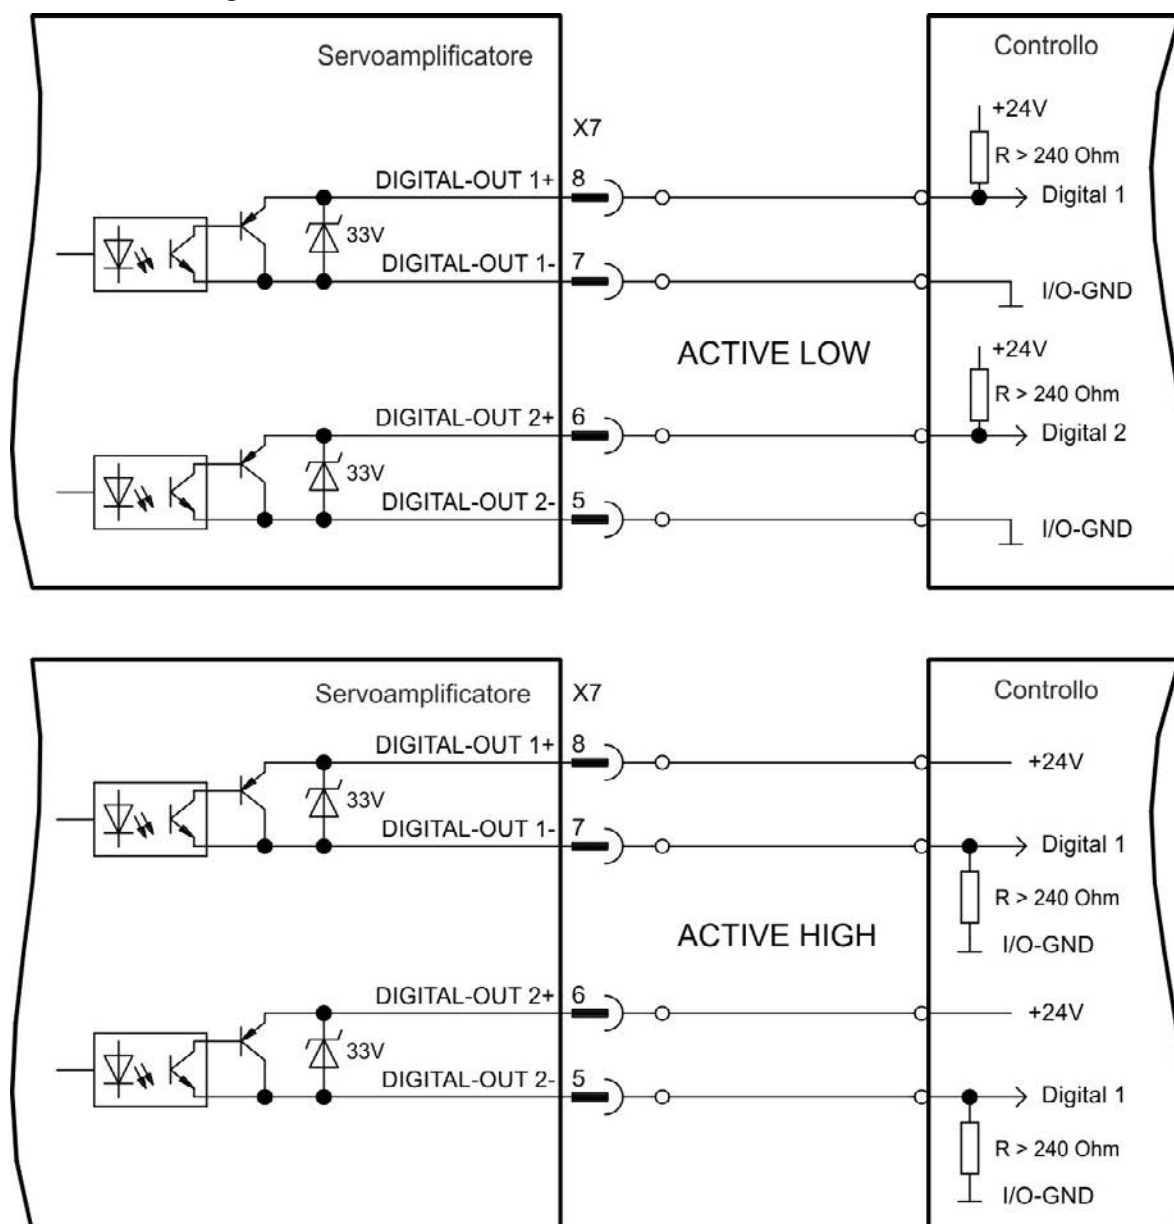 Servoamplificatore
Controllo
+24V
X7
R > 240 Ohm
DIGITAL-OUT 1+
8
Digital 1
33V
DIGITAL-OUT 1-
7
I/O-GND
ACTIVE LOW
+24V
R > 240 Ohm
DIGITAL-OUT 2+
6
Digital 2
33V
DIGITAL-OUT 2-
5
I/O-GND
Servoamplificatore
X7
Controllo
DIGITAL-OUT 1+
8
+24V
33V
DIGITAL-OUT 1-
7
Digital 1
R > 240 Ohm
ACTIVE HIGH
I/O-GND
DIGITAL-OUT 2+
6
+24V
33V
DIGITAL-OUT 2-
5
Digital 1
R > 240 Ohm
I/O-GND